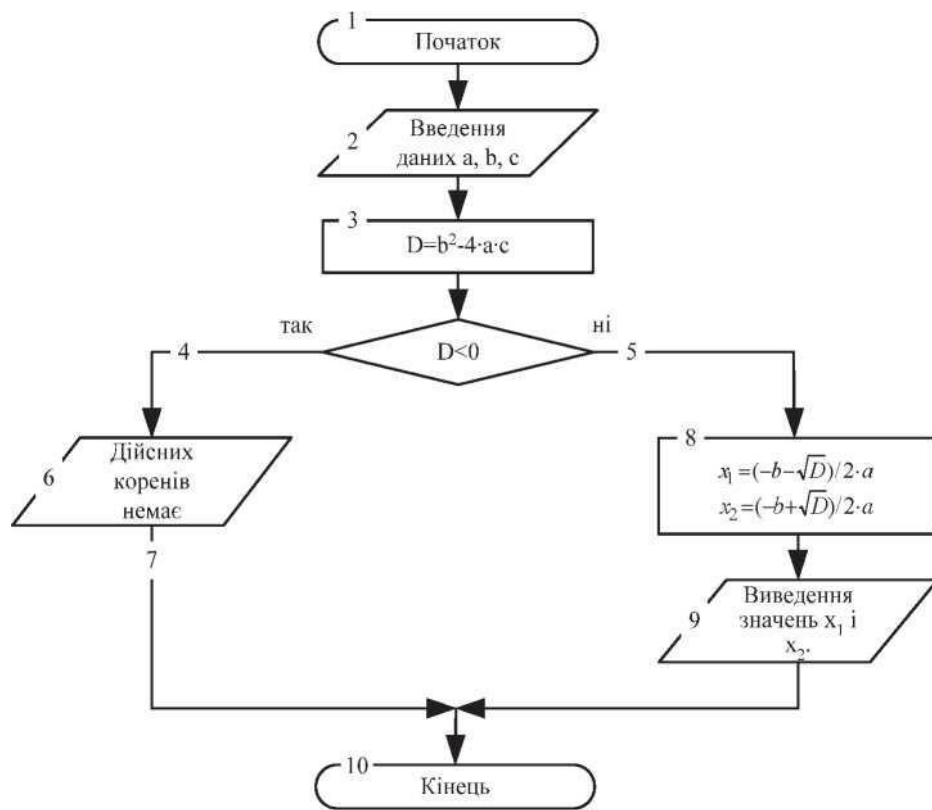 1
Початок
2
Введення
даних a, b, c
3
D=b²-4·a·c
так
ні
4
D<0
5
6
Дійсних
коренів
немає
7
8
x₁=(−b−√D)/2·a
x₂=(−b+√D)/2·a
9
Виведення
значень x₁ і
x₂.
10
Кінець